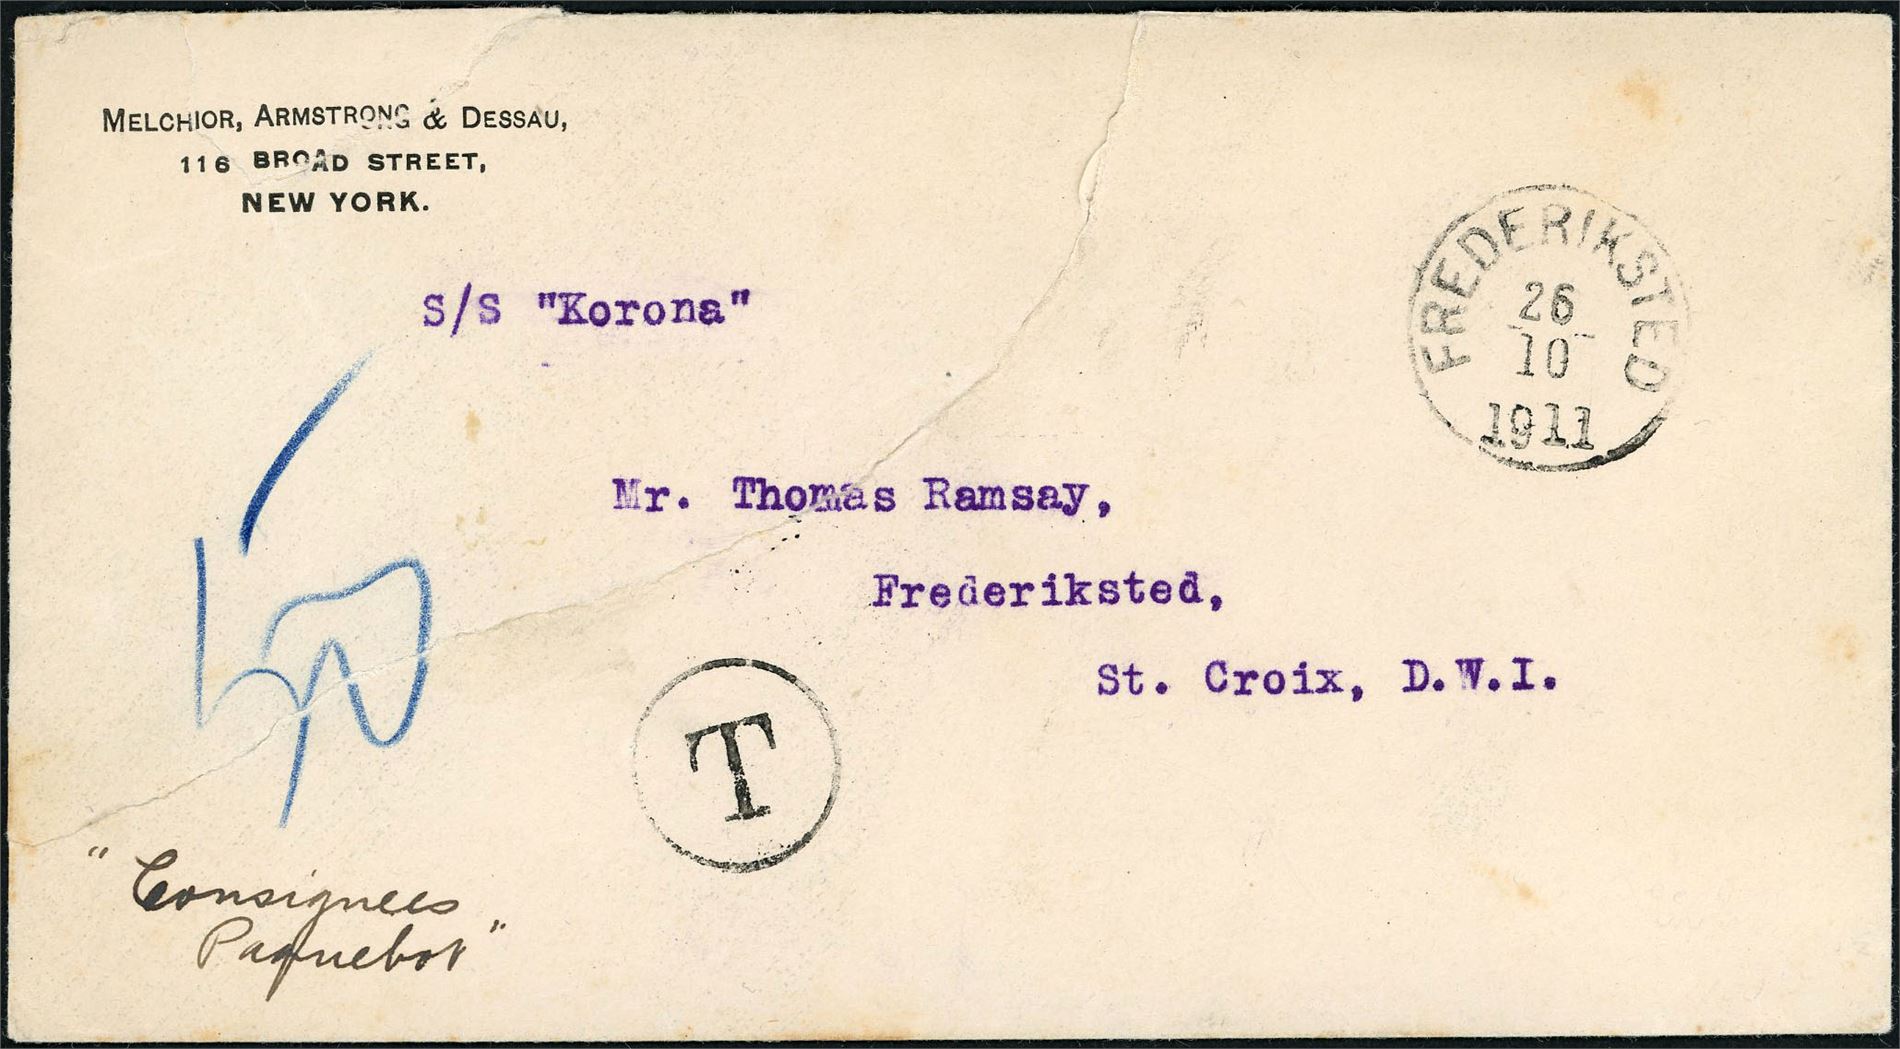 MELCHIOR, ARMSTRONG & DESSAU,
116 BROAD STREET,
NEW YORK.
S/S "Korona"
FREDERIKSTED
26
10
1911
Mr. Thomas Ramsay,
Frederiksted,
St. Croix, D.W.I.
T
"Consignees
Paquebot"